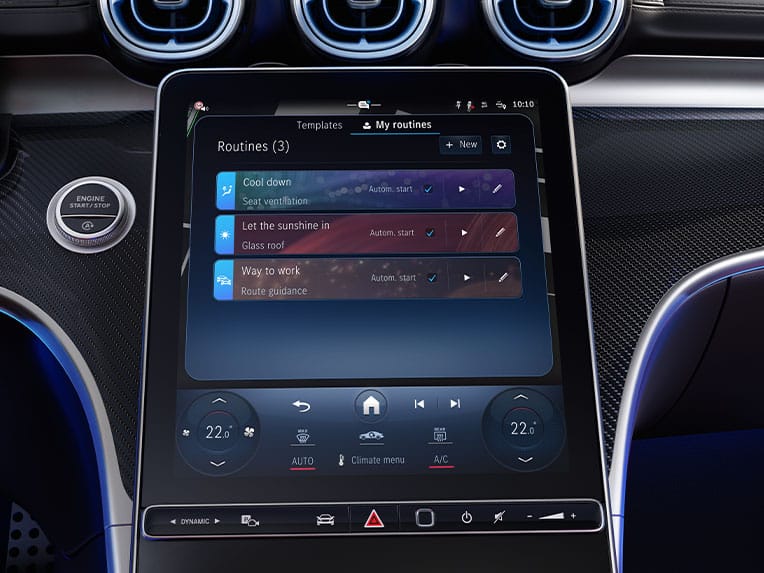 10:10
Templates My routines
Routines (3) + New
Cool down
Autom. start
Seat ventilation
Let the sunshine in
Autom. start
Glass roof
Way to work
Autom. start
Route guidance
ENGINE
START/STOP
22.0° 22.0°
MAX REAR
AUTO Climate menu A/C
DYNAMIC - +